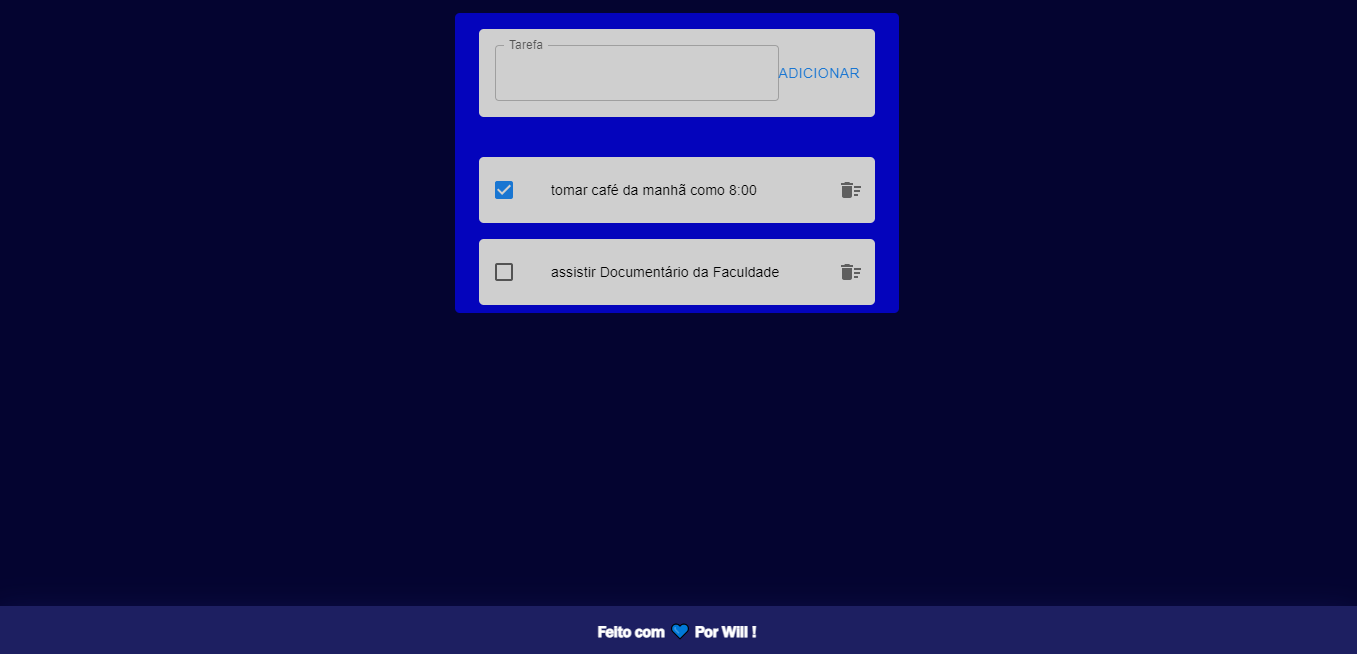 Tarefa
ADICIONAR
tomar café da manhã como 8:00
assistir Documentário da Faculdade
Feito com 💙 Por Will !